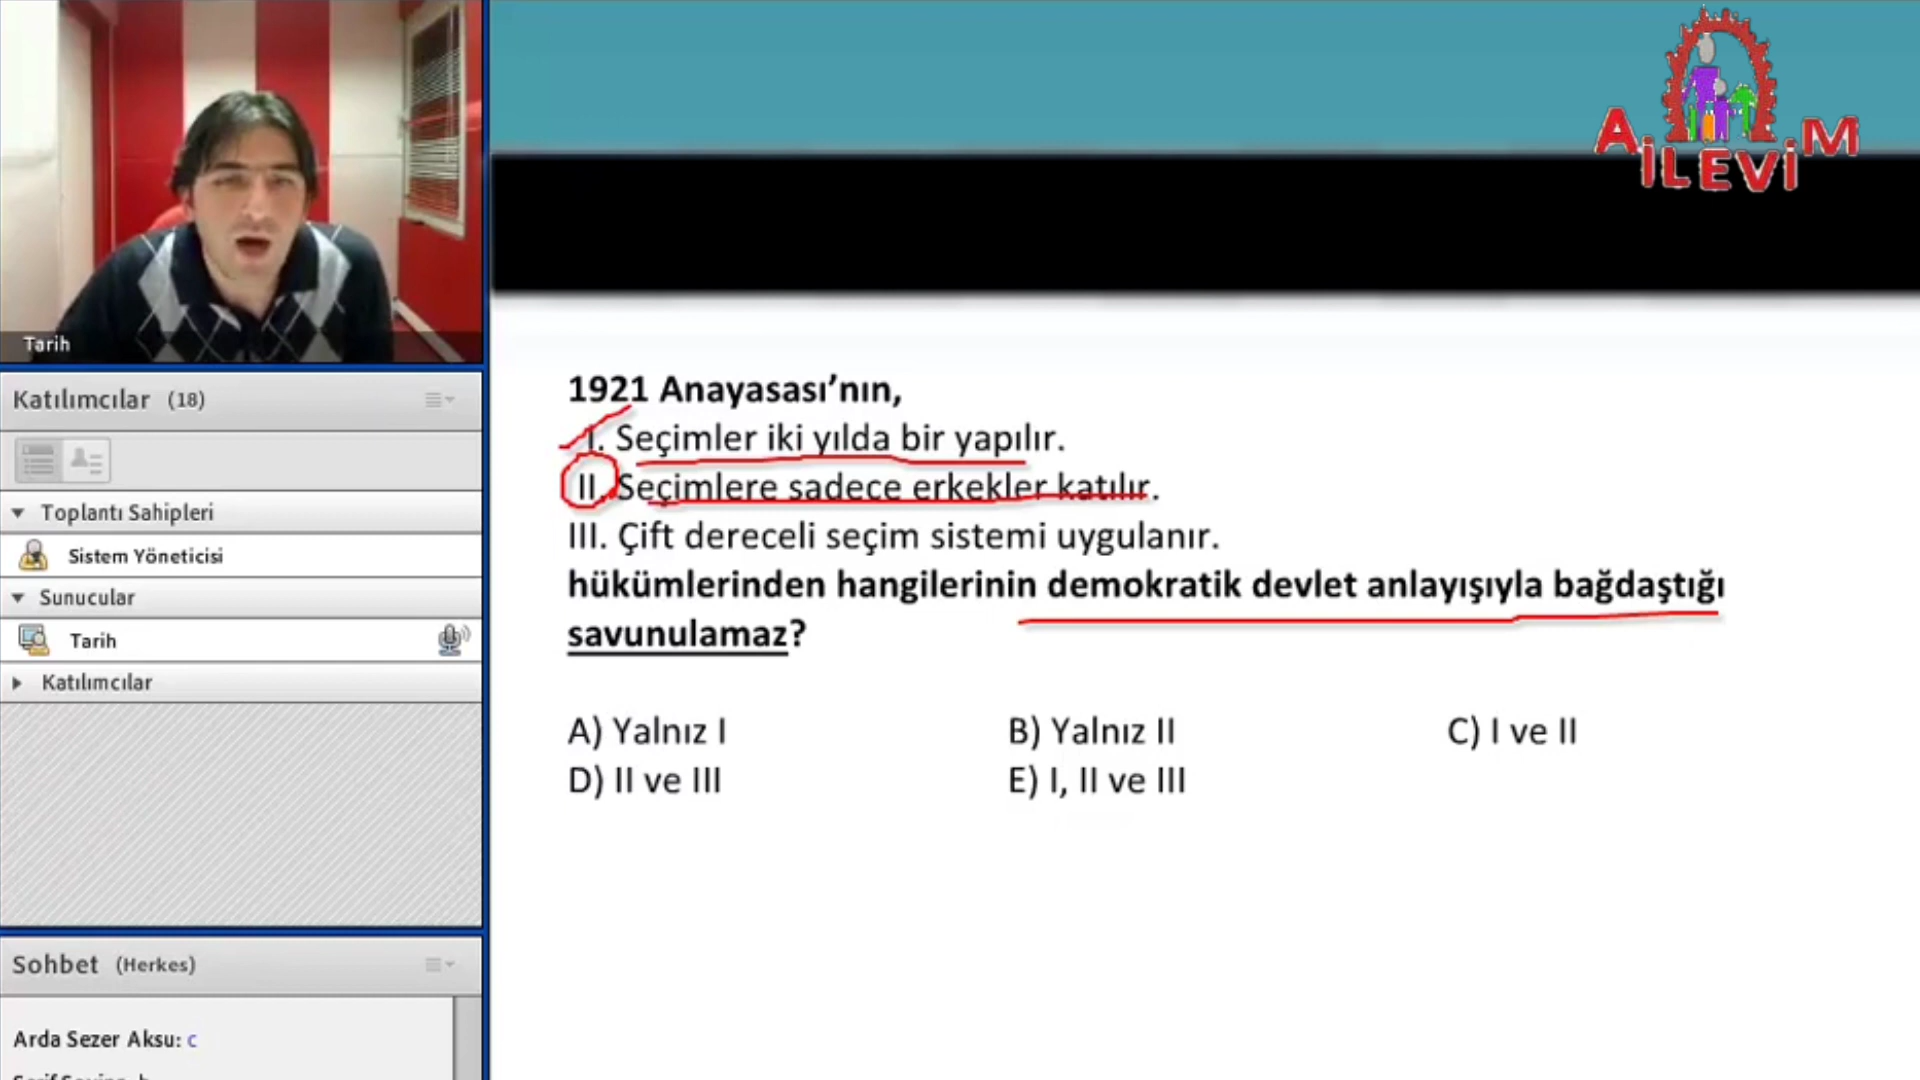 AiLEViM
Tarih
Katılımcılar (18)
Toplantı Sahipleri
Sistem Yöneticisi
Sunucular
Tarih
Katılımcılar
Sohbet (Herkes)
Arda Sezer Aksu: c
1921 Anayasası’nın,
I. Seçimler iki yılda bir yapılır.
II. Seçimlere sadece erkekler katılır.
III. Çift dereceli seçim sistemi uygulanır.
hükümlerinden hangilerinin demokratik devlet anlayışıyla bağdaştığı
savunulamaz?
A) Yalnız I B) Yalnız II C) I ve II
D) II ve III E) I, II ve III